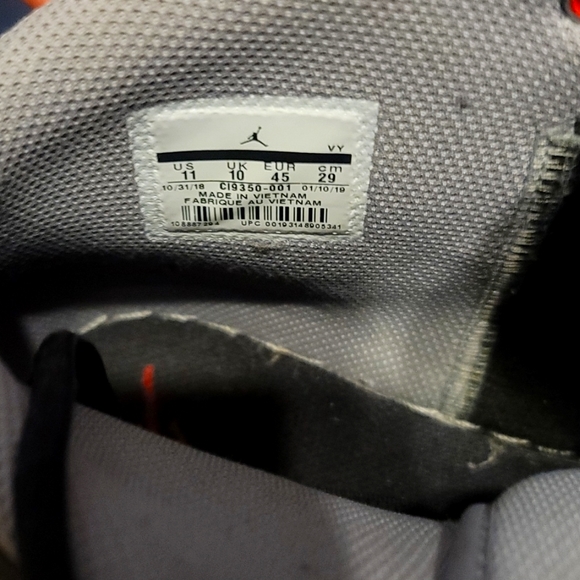 VY
US UK EUR cm
11 10 45 29
10/31/18 CI9350-001 01/10/19
MADE IN VIETNAM
FABRIQUE AU VIETNAM
UPC 00193148905341